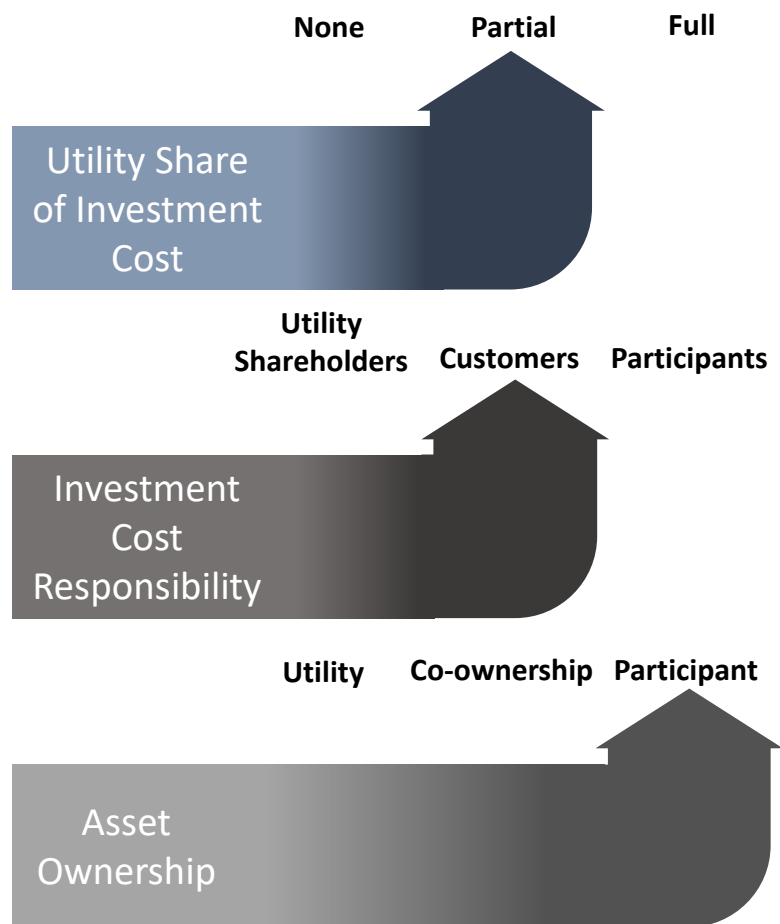 None Partial Full
Utility Share
of Investment
Cost
Utility
Shareholders Customers Participants
Investment
Cost
Responsibility
Utility Co-ownership Participant
Asset
Ownership